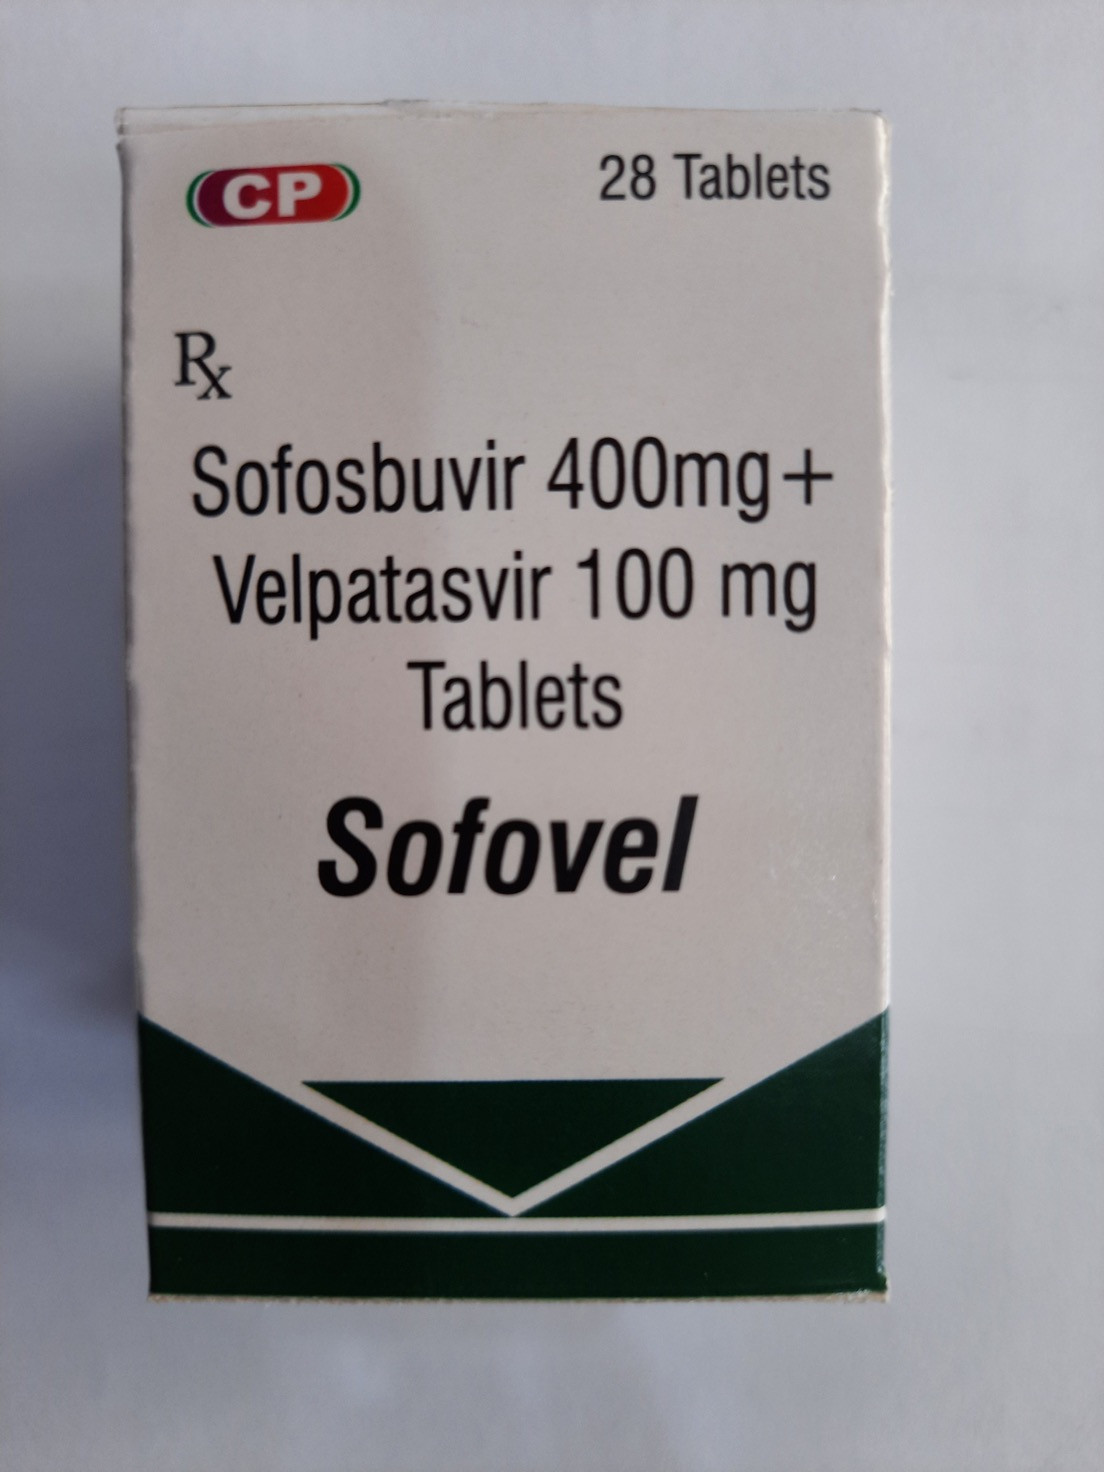 CP
28 Tablets
Rx
Sofosbuvir 400mg+
Velpatasvir 100 mg
Tablets
Sofovel